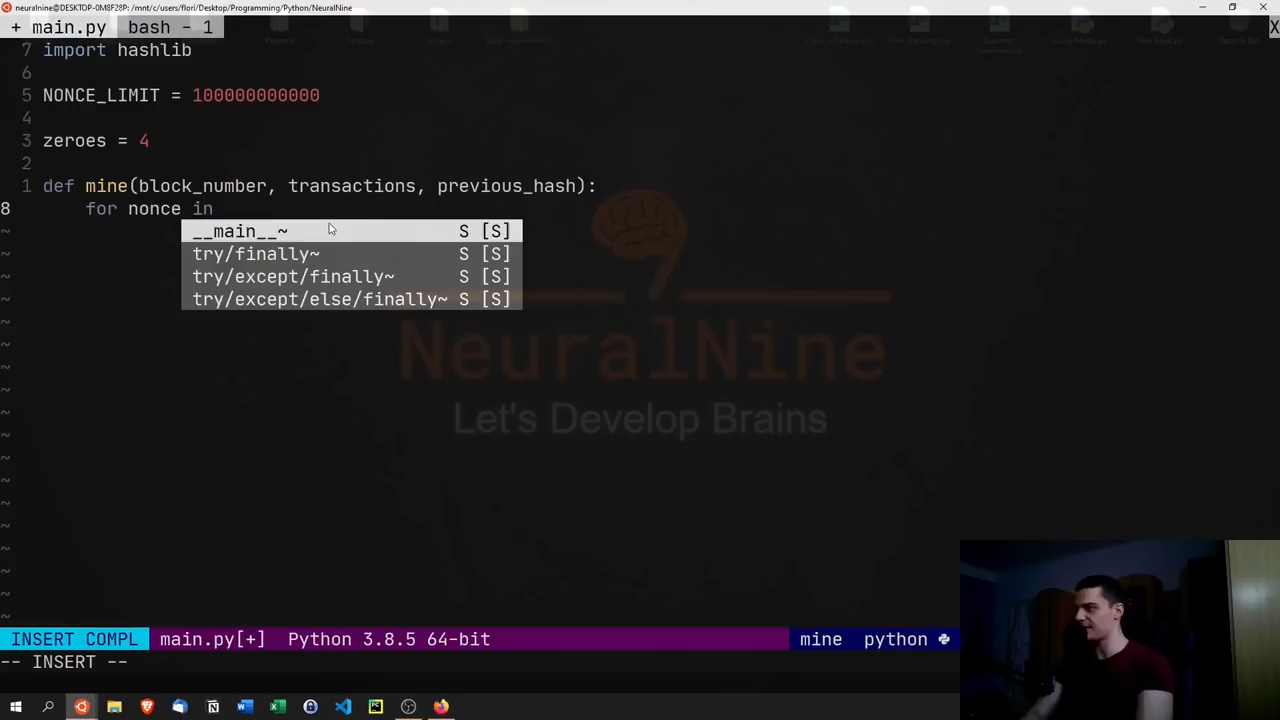 neuralnine@DESKTOP-0M8F28P: /mnt/c/users/flori/Desktop/Programming/Python/NeuralNine
+ main.py bash - 1 X
7 import hashlib
6
5 NONCE_LIMIT = 100000000000
4
3 zeroes = 4
2
1 def mine(block_number, transactions, previous_hash):
8 for nonce in
~ __main__~ S [S]
~ try/finally~ S [S]
~ try/except/finally~ S [S]
~ try/except/else/finally~ S [S]
~
~
NeuralNine
~
~
Let's Develop Brains
~
~
~
~
~
~
~
~
~
INSERT COMPL main.py[+] Python 3.8.5 64-bit mine python
-- INSERT --